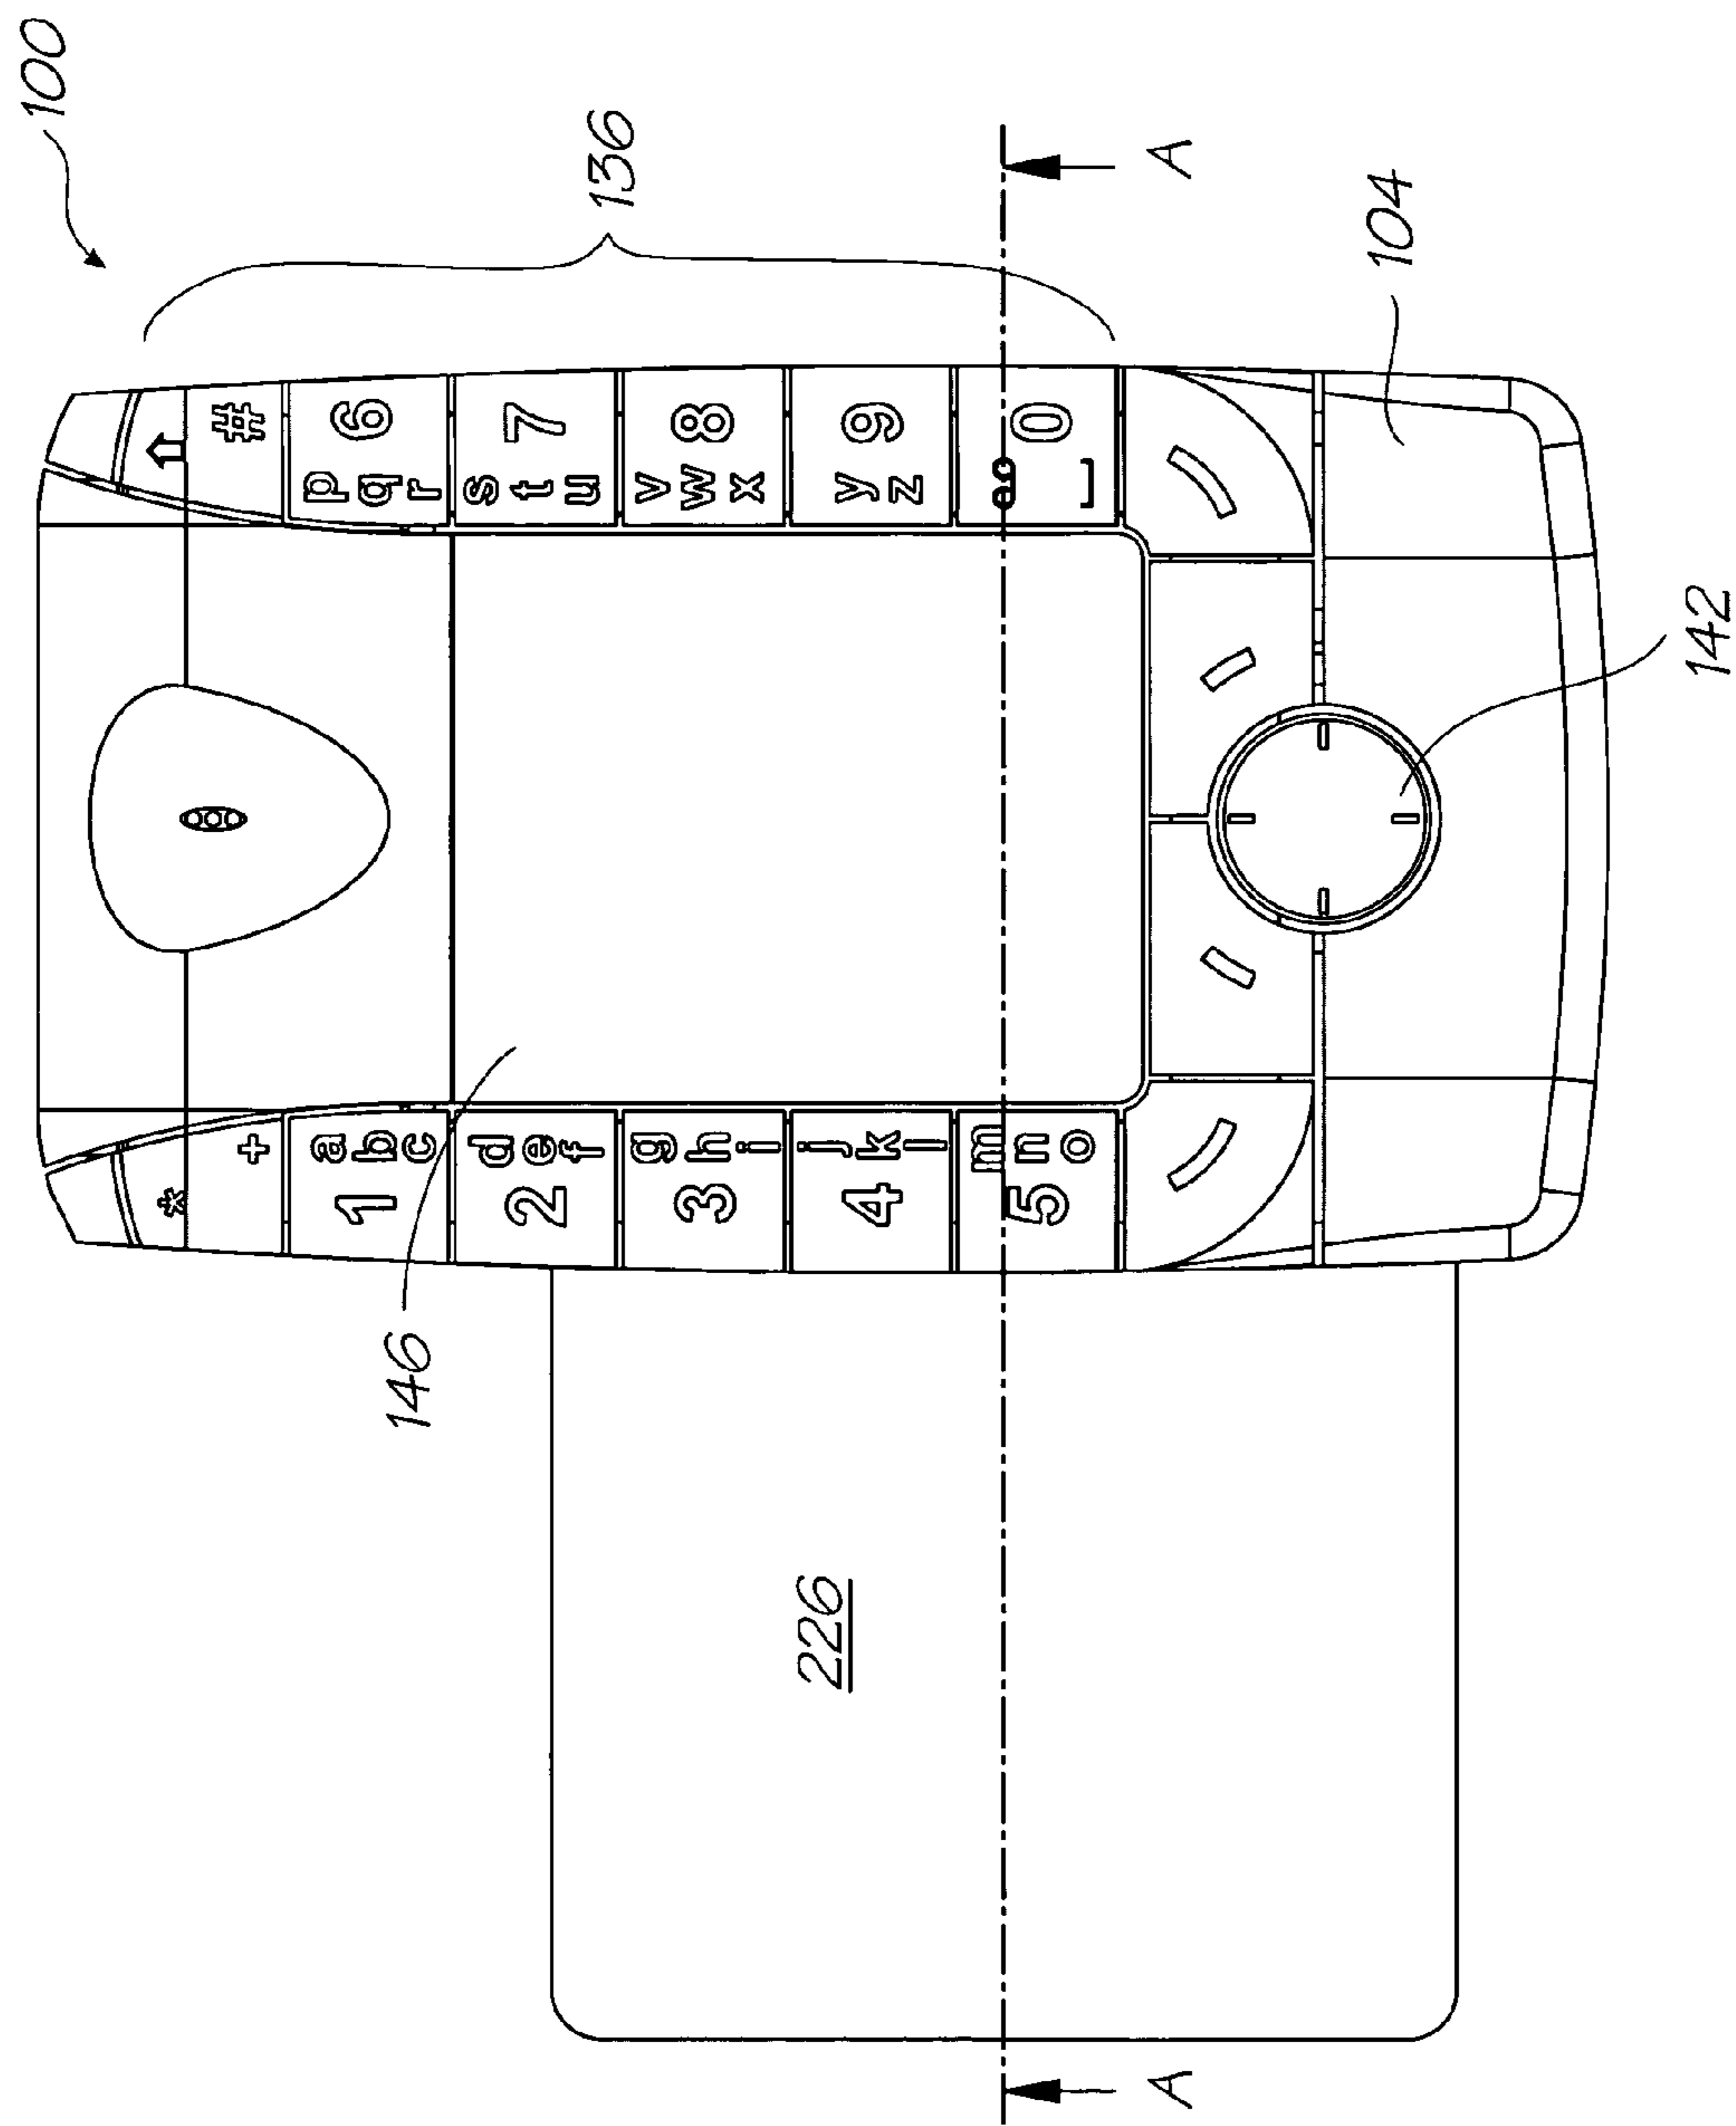 100
136
A
104
142
* +
1 abc
2 def
3 ghi
4 jkl
5 mno
#
pqr 6
stu 7
vwx 8
yz 9
0
146
226
A